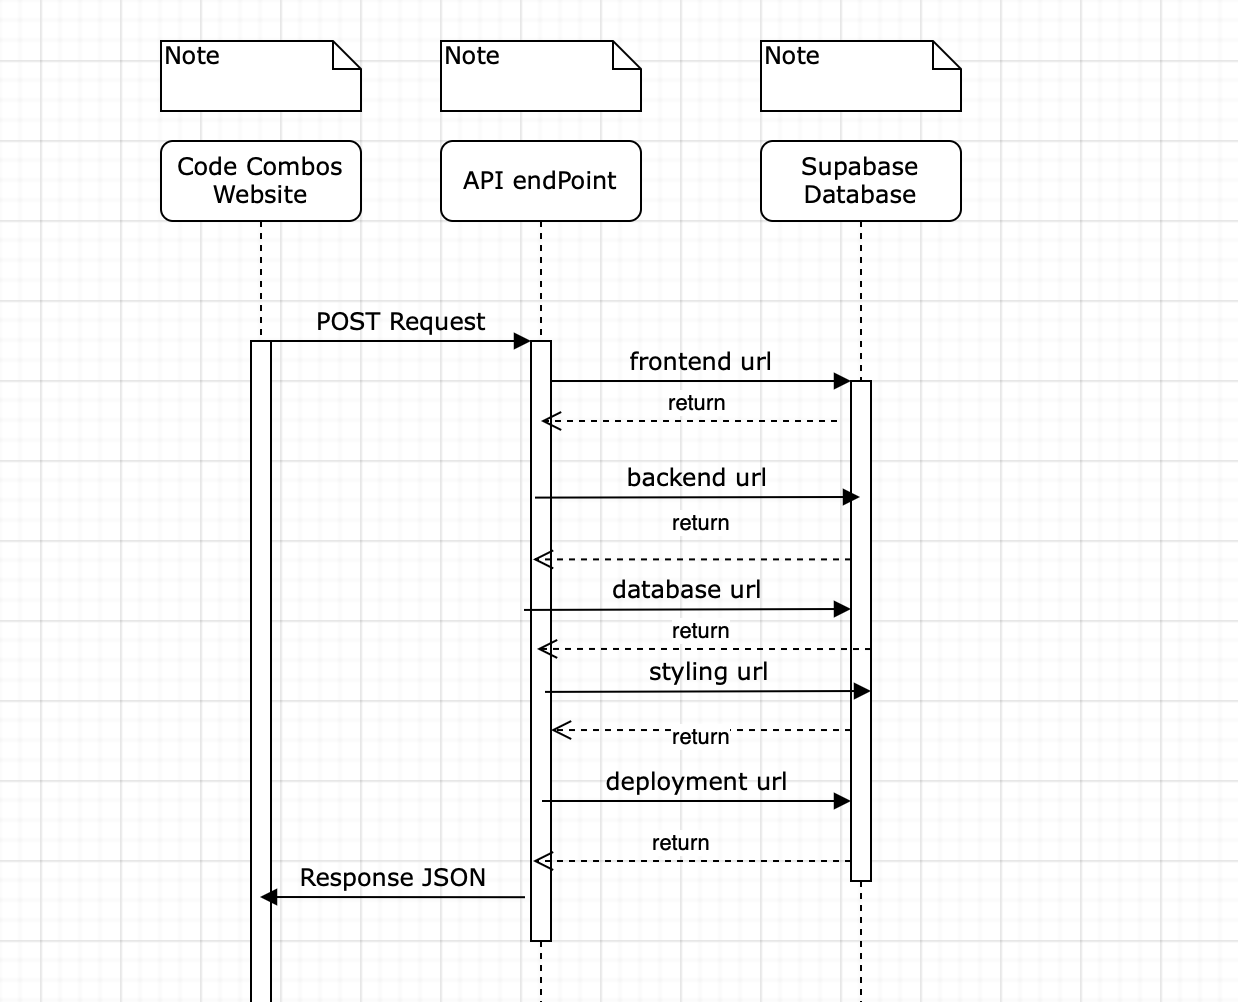 Note
Note
Note
Code Combos
Website
API endPoint
Supabase
Database
POST Request
frontend url
return
backend url
return
database url
return
styling url
return
deployment url
return
Response JSON